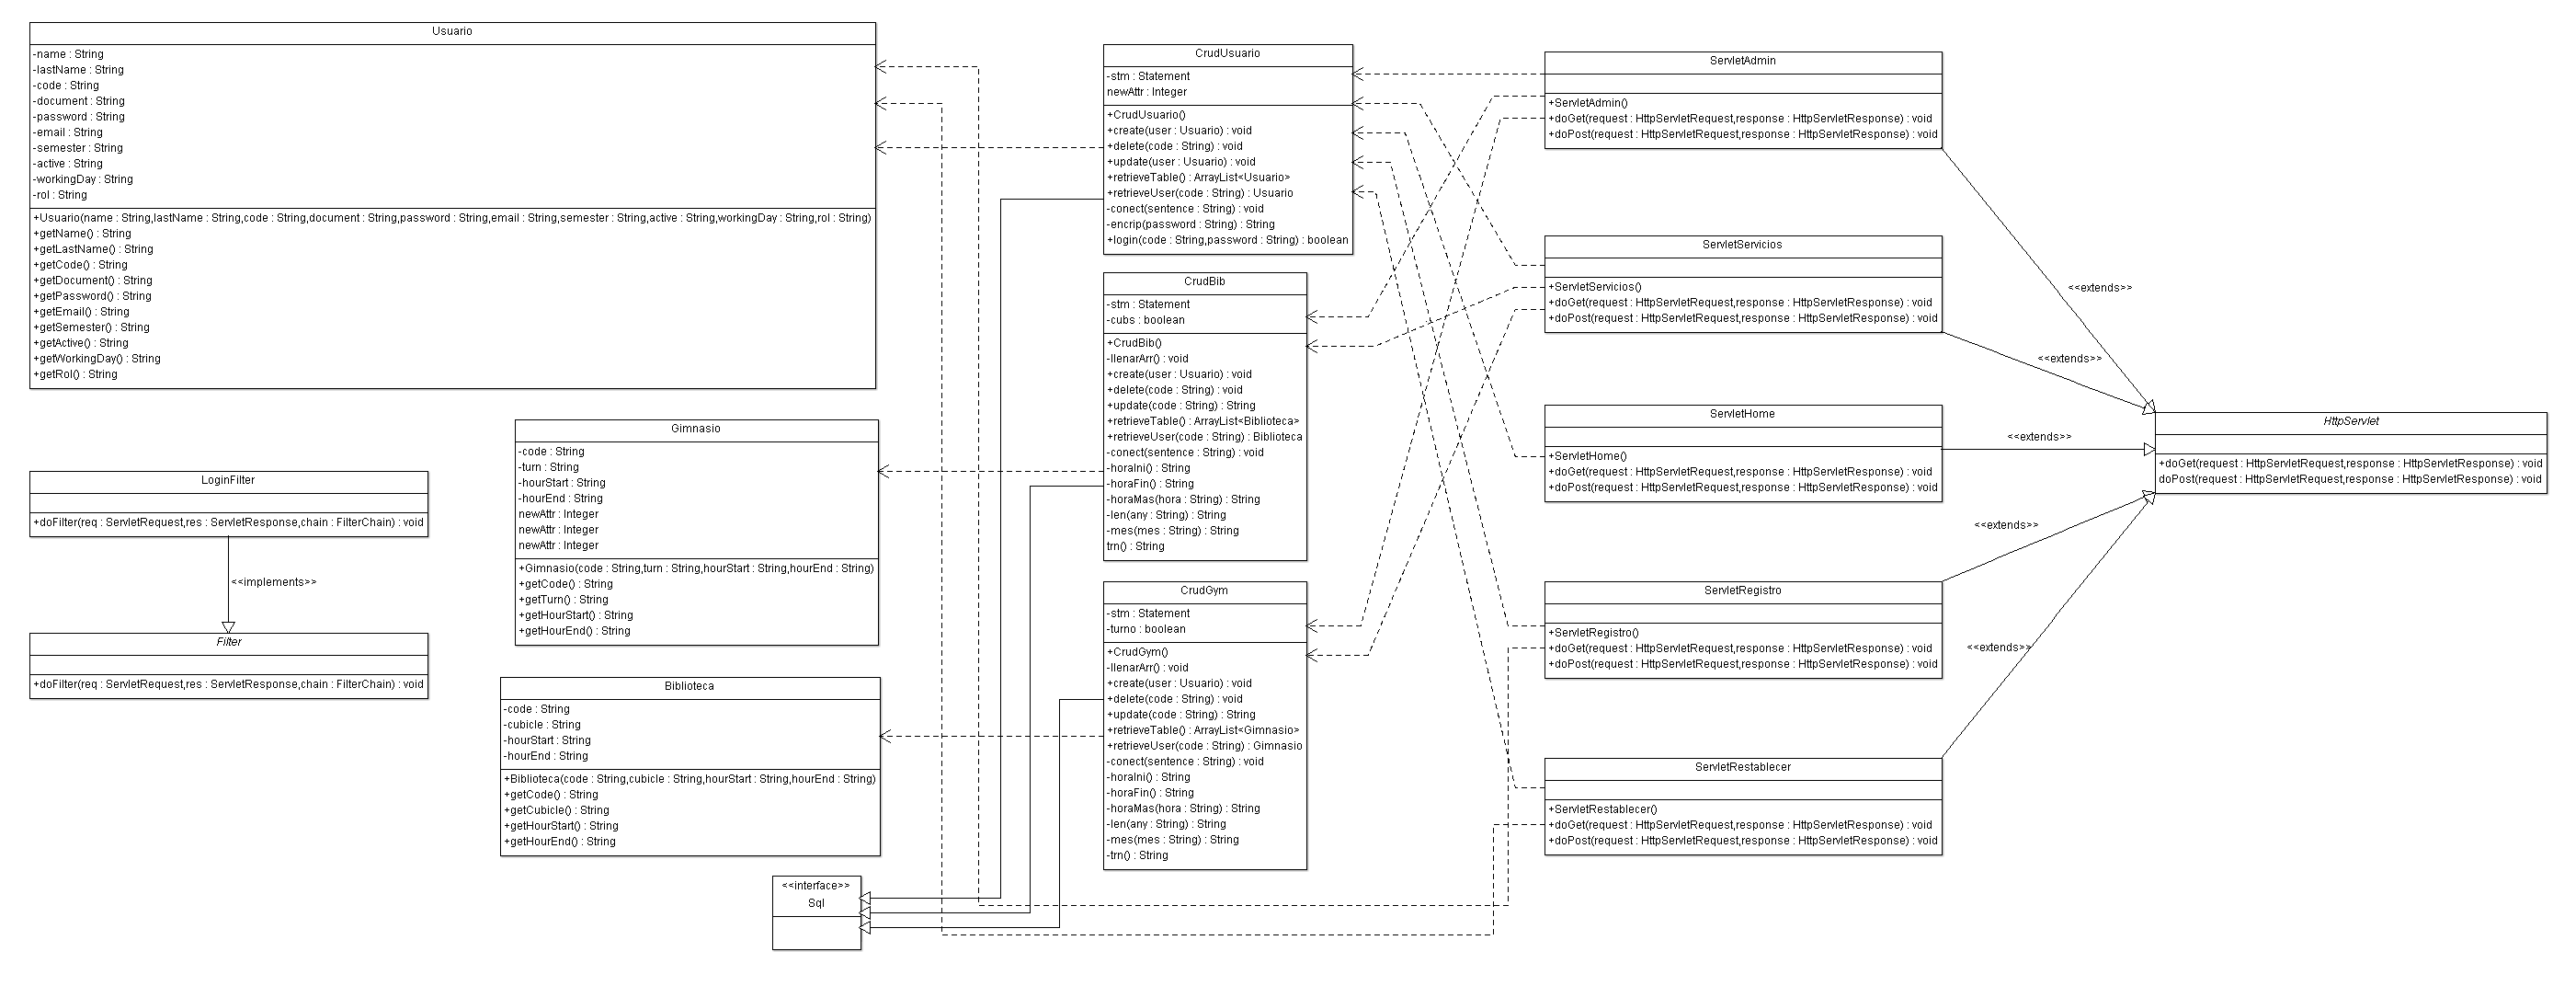 Usuario
-name : String
-lastName : String
-code : String
-document : String
-password : String
-email : String
-semester : String
-active : String
-workingDay : String
-rol : String
+Usuario(name : String,lastName : String,code : String,document : String,password : String,email : String,semester : String,active : String,workingDay : String,rol : String)
+getName() : String
+getLastName() : String
+getCode() : String
+getDocument() : String
+getPassword() : String
+getEmail() : String
+getSemester() : String
+getActive() : String
+getWorkingDay() : String
+getRol() : String
LoginFilter
+doFilter(req : ServletRequest,res : ServletResponse,chain : FilterChain) : void
<<implements>>
Filter
+doFilter(req : ServletRequest,res : ServletResponse,chain : FilterChain) : void
Gimnasio
-code : String
-turn : String
-hourStart : String
-hourEnd : String
newAttr : Integer
newAttr : Integer
newAttr : Integer
+Gimnasio(code : String,turn : String,hourStart : String,hourEnd : String)
+getCode() : String
+getTurn() : String
+getHourStart() : String
+getHourEnd() : String
Biblioteca
-code : String
-cubicle : String
-hourStart : String
-hourEnd : String
+Biblioteca(code : String,cubicle : String,hourStart : String,hourEnd : String)
+getCode() : String
+getCubicle() : String
+getHourStart() : String
+getHourEnd() : String
<<interface>>
Sql
CrudUsuario
-stm : Statement
newAttr : Integer
+CrudUsuario()
+create(user : Usuario) : void
+delete(code : String) : void
+update(user : Usuario) : void
+retrieveTable() : ArrayList<Usuario>
+retrieveUser(code : String) : Usuario
-conect(sentence : String) : void
-encrip(password : String) : String
+login(code : String,password : String) : boolean
CrudBib
-stm : Statement
-cubs : boolean
+CrudBib()
-llenarArr() : void
+create(user : Usuario) : void
+delete(code : String) : void
+update(code : String) : String
+retrieveTable() : ArrayList<Biblioteca>
+retrieveUser(code : String) : Biblioteca
-conect(sentence : String) : void
-horaIni() : String
-horaFin() : String
-horaMas(hora : String) : String
-len(any : String) : String
-mes(mes : String) : String
trn() : String
CrudGym
-stm : Statement
-turno : boolean
+CrudGym()
-llenarArr() : void
+create(user : Usuario) : void
+delete(code : String) : void
+update(code : String) : String
+retrieveTable() : ArrayList<Gimnasio>
+retrieveUser(code : String) : Gimnasio
-conect(sentence : String) : void
-horaIni() : String
-horaFin() : String
-horaMas(hora : String) : String
-len(any : String) : String
-mes(mes : String) : String
-trn() : String
ServletAdmin
+ServletAdmin()
+doGet(request : HttpServletRequest,response : HttpServletResponse) : void
+doPost(request : HttpServletRequest,response : HttpServletResponse) : void
ServletServicios
+ServletServicios()
+doGet(request : HttpServletRequest,response : HttpServletResponse) : void
+doPost(request : HttpServletRequest,response : HttpServletResponse) : void
ServletHome
+ServletHome()
+doGet(request : HttpServletRequest,response : HttpServletResponse) : void
+doPost(request : HttpServletRequest,response : HttpServletResponse) : void
ServletRegistro
+ServletRegistro()
+doGet(request : HttpServletRequest,response : HttpServletResponse) : void
+doPost(request : HttpServletRequest,response : HttpServletResponse) : void
ServletRestablecer
+ServletRestablecer()
+doGet(request : HttpServletRequest,response : HttpServletResponse) : void
+doPost(request : HttpServletRequest,response : HttpServletResponse) : void
<<extends>>
<<extends>>
<<extends>>
<<extends>>
<<extends>>
HttpServlet
+doGet(request : HttpServletRequest,response : HttpServletResponse) : void
doPost(request : HttpServletRequest,response : HttpServletResponse) : void